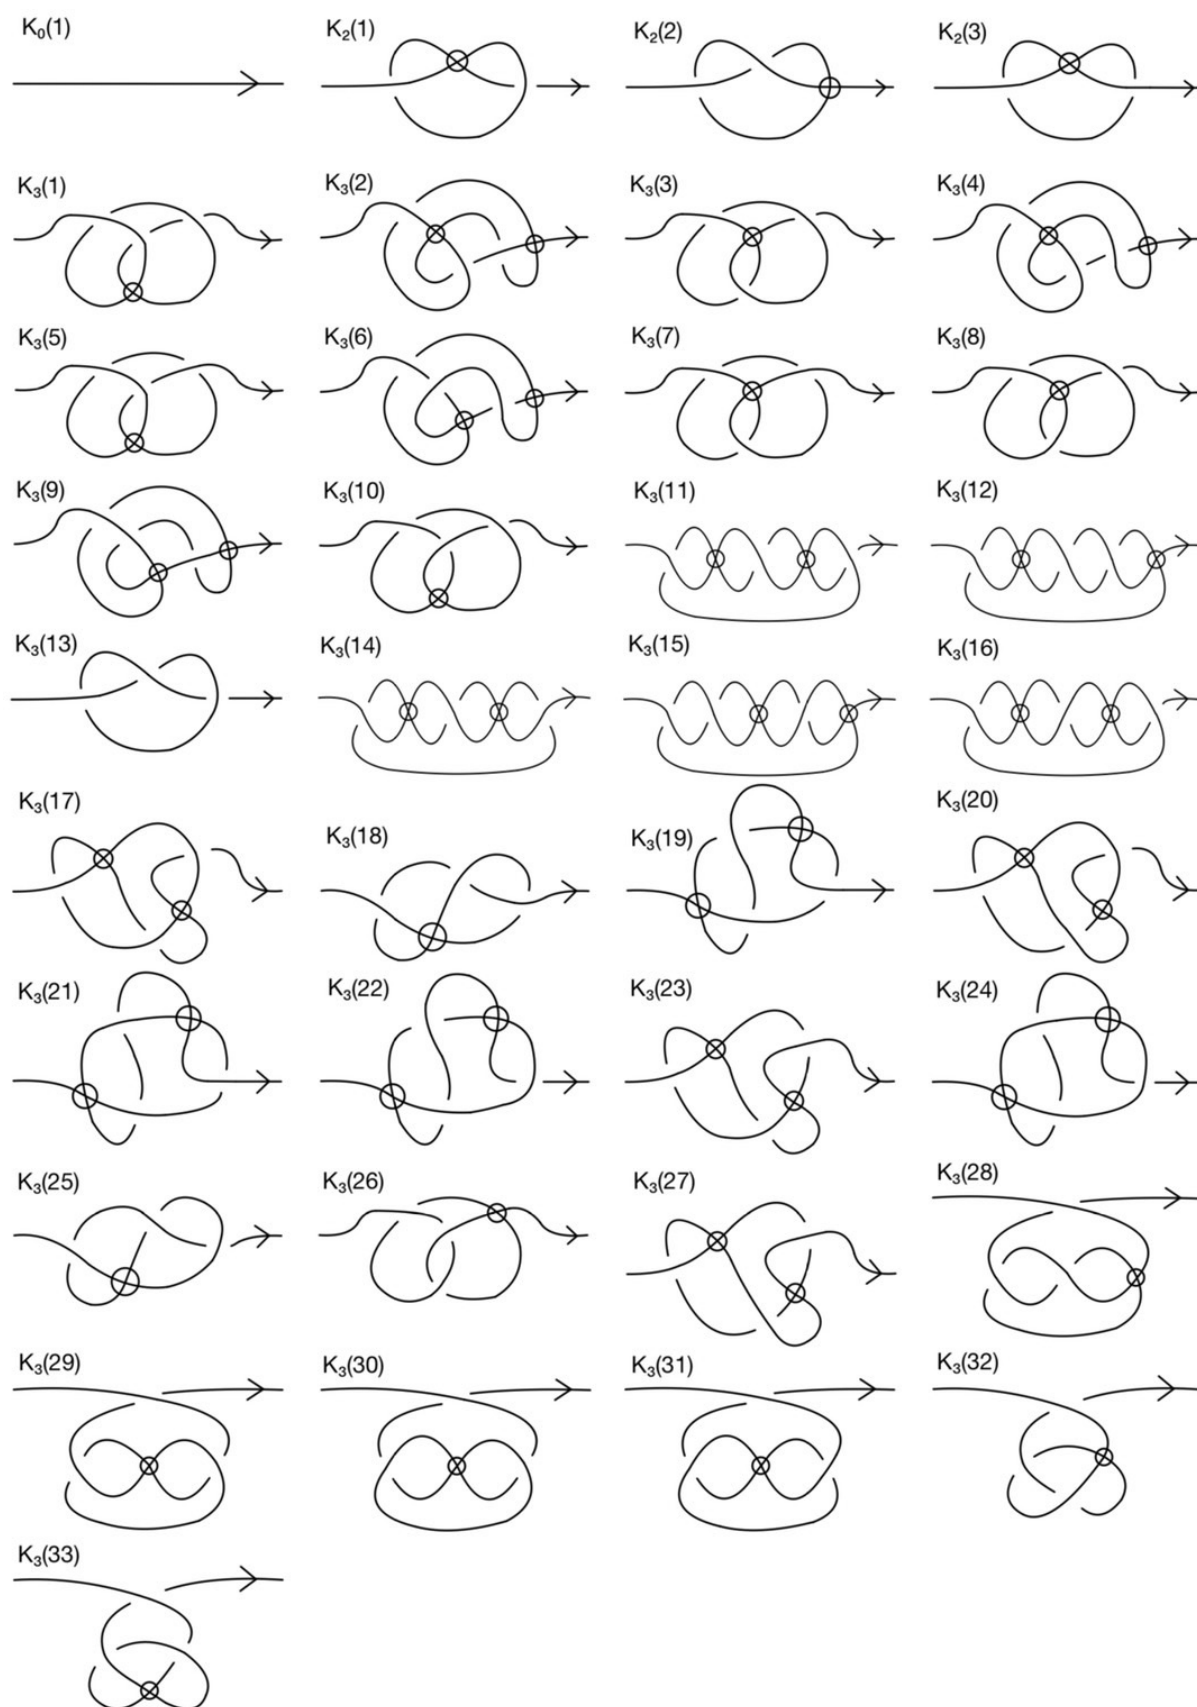 K₀(1) K₂(1) K₂(2) K₂(3)
K₃(1) K₃(2) K₃(3) K₃(4)
K₃(5) K₃(6) K₃(7) K₃(8)
K₃(9) K₃(10) K₃(11) K₃(12)
K₃(13) K₃(14) K₃(15) K₃(16)
K₃(17) K₃(18) K₃(19) K₃(20)
K₃(21) K₃(22) K₃(23) K₃(24)
K₃(25) K₃(26) K₃(27) K₃(28)
K₃(29) K₃(30) K₃(31) K₃(32)
K₃(33)